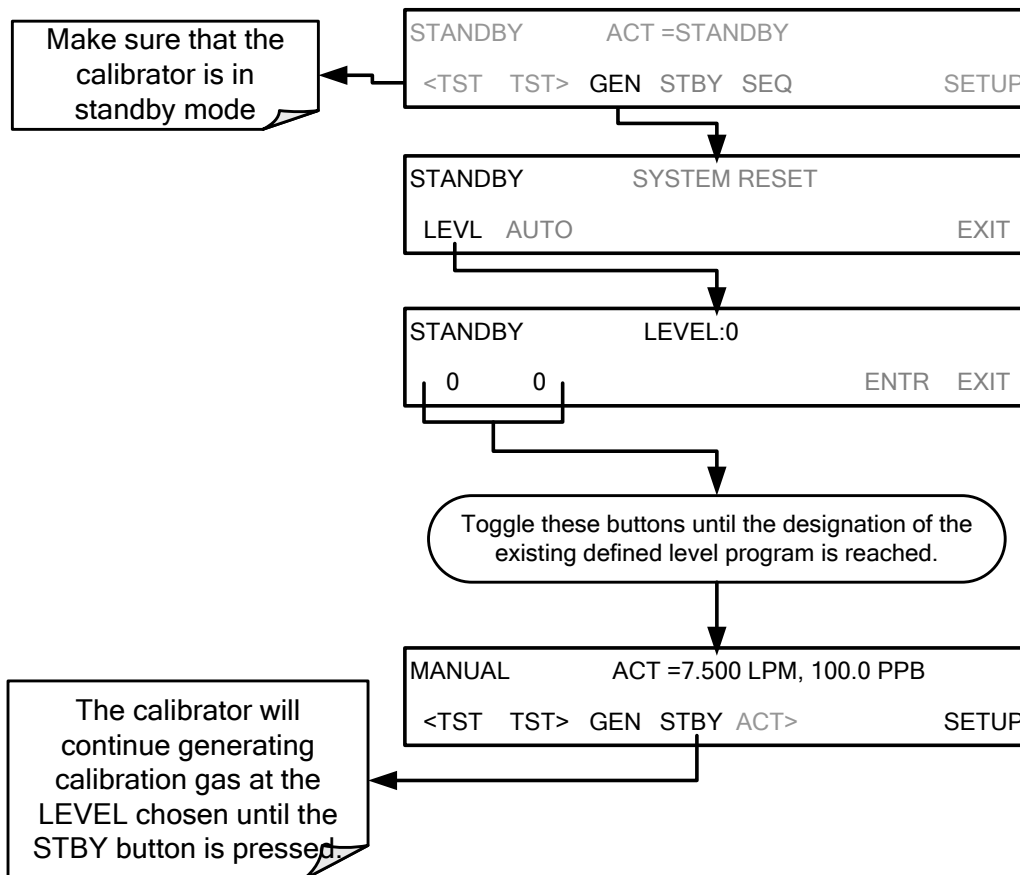 Make sure that the
calibrator is in
standby mode
STANDBY ACT =STANDBY
<TST TST> GEN STBY SEQ SETUP
STANDBY SYSTEM RESET
LEVL AUTO EXIT
STANDBY LEVEL:0
0 0 ENTR EXIT
Toggle these buttons until the designation of the
existing defined level program is reached.
MANUAL ACT =7.500 LPM, 100.0 PPB
<TST TST> GEN STBY ACT> SETUP
The calibrator will
continue generating
calibration gas at the
LEVEL chosen until the
STBY button is pressed.